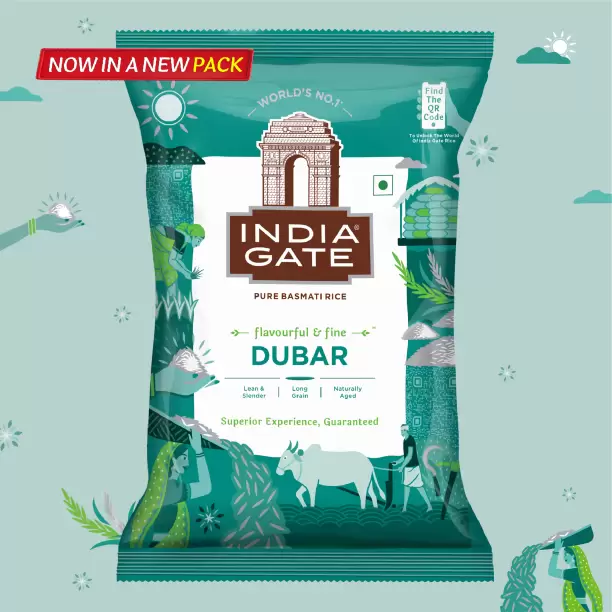 NOW IN A NEW PACK
WORLD'S NO.1*
Find
The
QR
Code
To Unlock The World
Of India Gate Rice
INDIA®
GATE
PURE BASMATI RICE
flavourful & fine™
DUBAR
Lean &
Slender
Long
Grain
Naturally
Aged
Superior Experience, Guaranteed